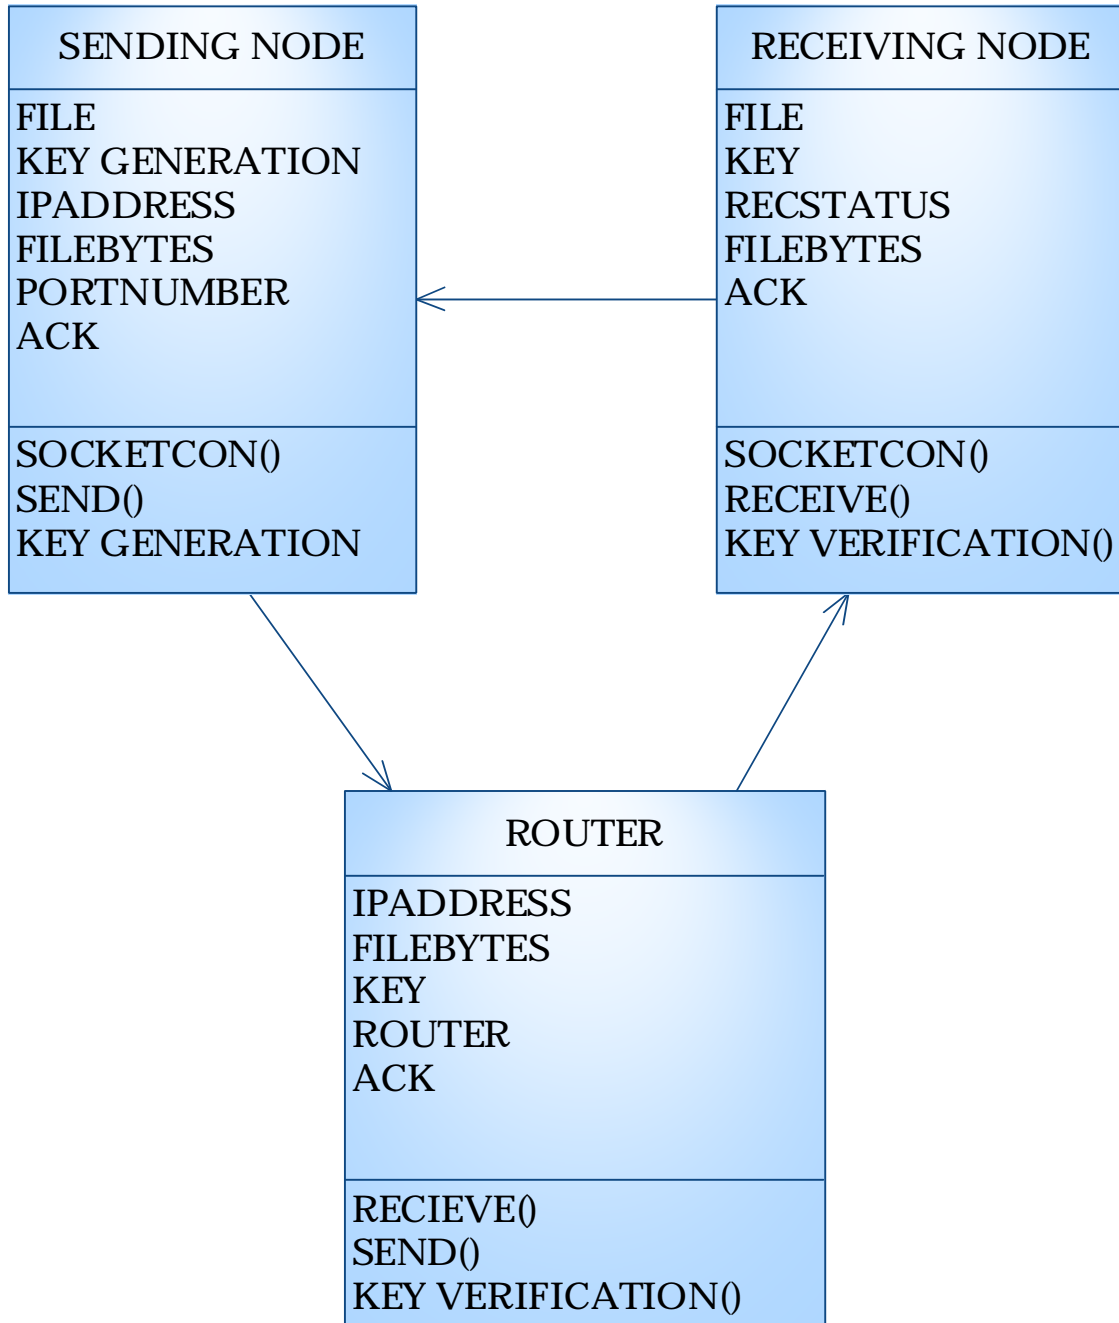 SENDING NODE
FILE
KEY GENERATION
IPADDRESS
FILEBYTES
PORTNUMBER
ACK
SOCKETCON()
SEND()
KEY GENERATION
RECEIVING NODE
FILE
KEY
RECSTATUS
FILEBYTES
ACK
SOCKETCON()
RECEIVE()
KEY VERIFICATION()
ROUTER
IPADDRESS
FILEBYTES
KEY
ROUTER
ACK
RECIEVE()
SEND()
KEY VERIFICATION()